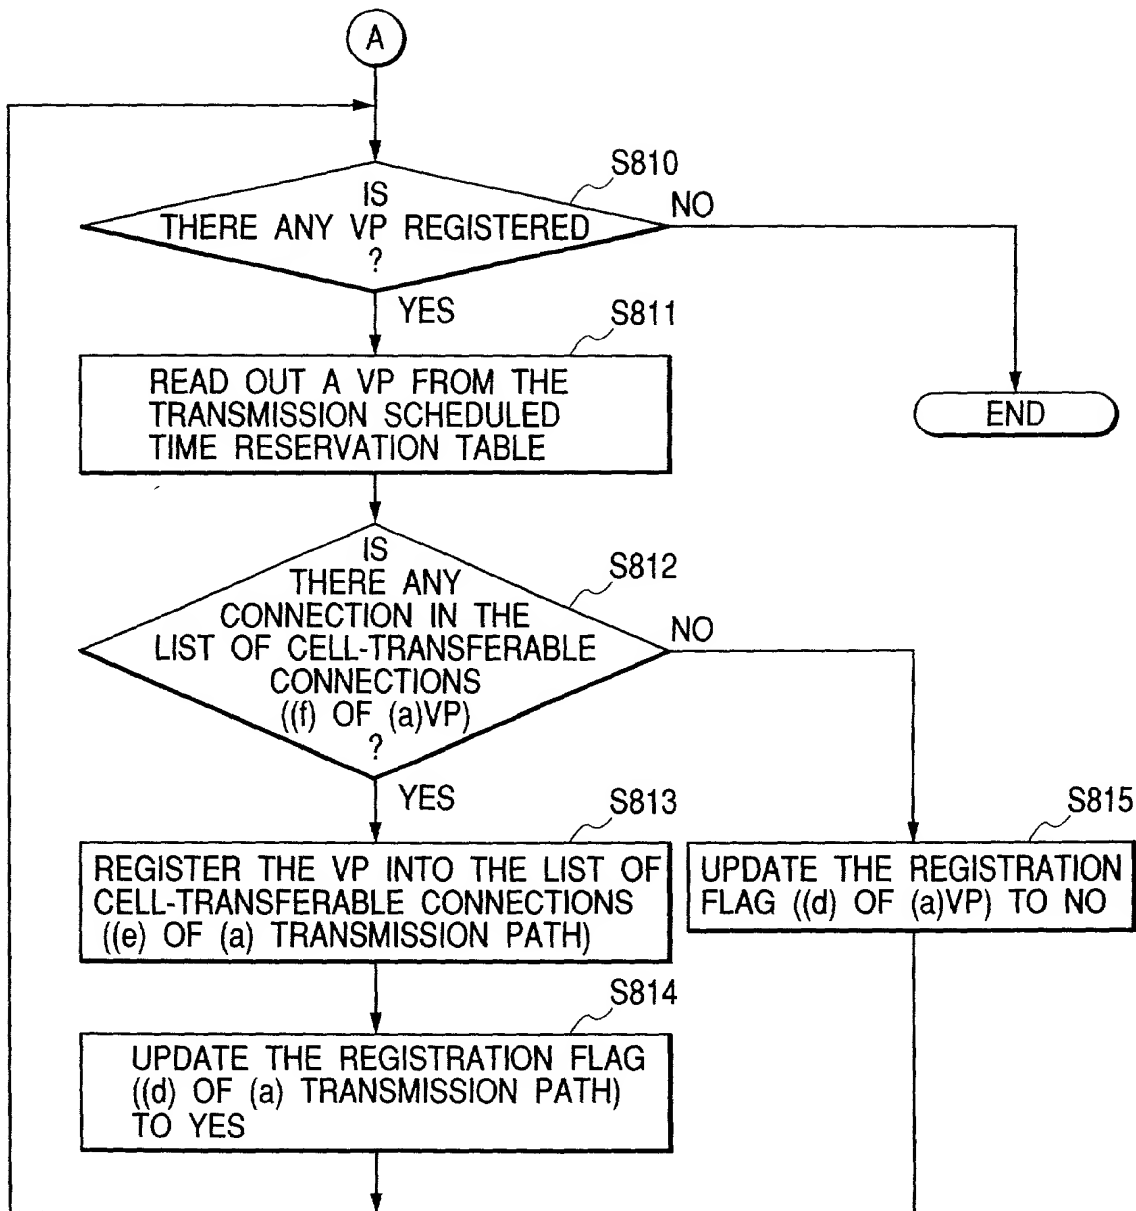 A
S810
IS
THERE ANY VP REGISTERED
?
NO
YES
S811
READ OUT A VP FROM THE
TRANSMISSION SCHEDULED
TIME RESERVATION TABLE
END
S812
IS
THERE ANY
CONNECTION IN THE
LIST OF CELL-TRANSFERABLE
CONNECTIONS
((f) OF (a)VP)
?
NO
YES
S813
REGISTER THE VP INTO THE LIST OF
CELL-TRANSFERABLE CONNECTIONS
((e) OF (a) TRANSMISSION PATH)
S815
UPDATE THE REGISTRATION
FLAG ((d) OF (a)VP) TO NO
S814
UPDATE THE REGISTRATION FLAG
((d) OF (a) TRANSMISSION PATH)
TO YES